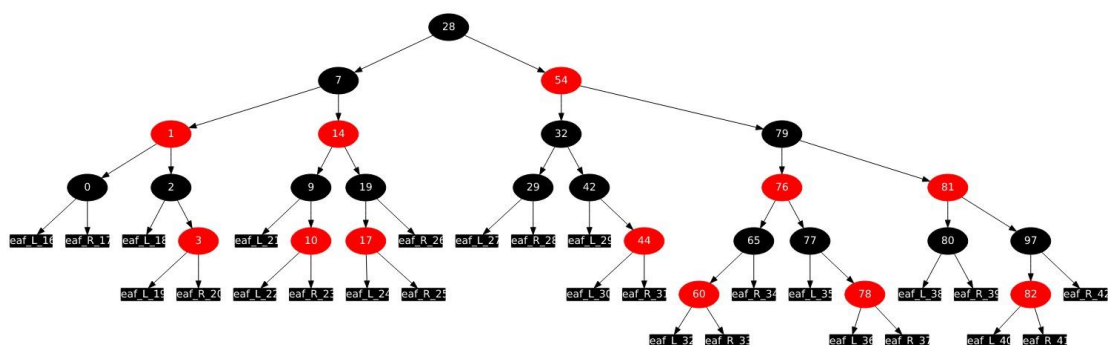 28
7 54
1 14 32 79
0 2 9 19 29 42 76 81
eaf_L_16 eaf_R_17 eaf_L_18 3 eaf_L_21 10 17 eaf_R_26 eaf_L_27 eaf_R_28 eaf_L_29 44 65 77 80 97
eaf_L_19 eaf_R_20 eaf_L_22 eaf_R_23 eaf_L_24 eaf_R_25 eaf_L_30 eaf_R_31 60 eaf_R_34 eaf_L_35 78 eaf_L_38 eaf_R_39 82 eaf_R_42
eaf_L_32 eaf_R_33 eaf_L_36 eaf_R_37 eaf_L_40 eaf_R_41